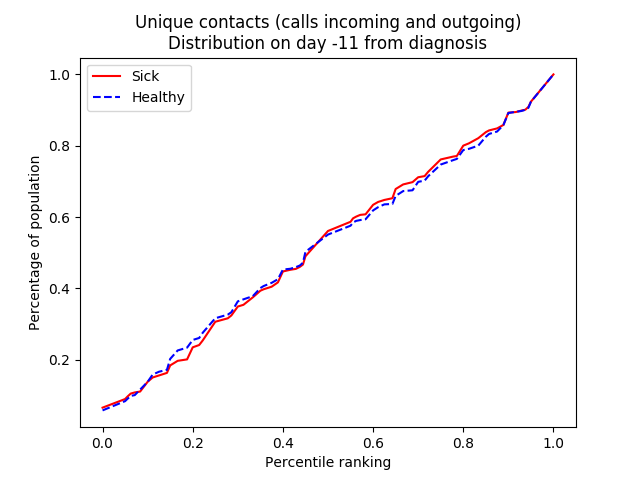 Unique contacts (calls incoming and outgoing)
Distribution on day -11 from diagnosis
Sick
Healthy
Percentage of population
1.0
0.8
0.6
0.4
0.2
0.0 0.2 0.4 0.6 0.8 1.0
Percentile ranking